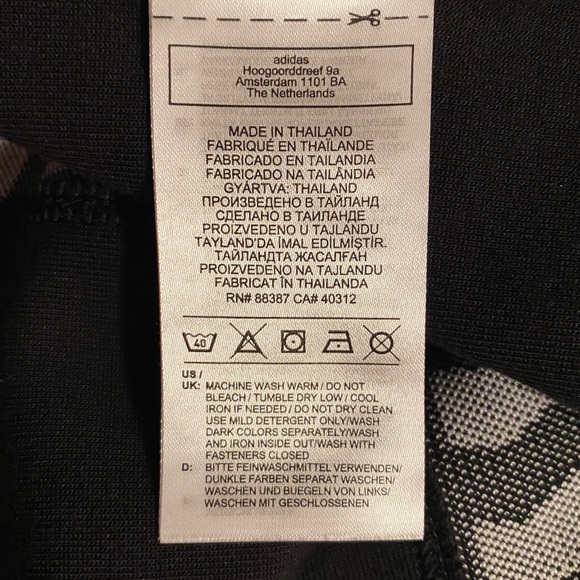 adidas
Hoogoorddreef 9a
Amsterdam 1101 BA
The Netherlands
MADE IN THAILAND
FABRIQUÉ EN THAÏLANDE
FABRICADO EN TAILANDIA
FABRICADO NA TAILÂNDIA
GYÁRTVA: THAILAND
ПРОИЗВЕДЕНО В ТАЙЛАНД
СДЕЛАНО В ТАИЛАНДЕ
PROIZVEDENO U TAJLANDU
TAYLAND'DA İMAL EDİLMİŞTİR.
ТАЙЛАНДТА ЖАСАЛҒАН
PROIZVEDENO NA TAJLANDU
FABRICAT ÎN THAILANDA
RN# 88387 CA# 40312
40
US /
UK: MACHINE WASH WARM / DO NOT
BLEACH / TUMBLE DRY LOW / COOL
IRON IF NEEDED / DO NOT DRY CLEAN
USE MILD DETERGENT ONLY/WASH
DARK COLORS SEPARATELY/WASH
AND IRON INSIDE OUT/WASH WITH
FASTENERS CLOSED
D: BITTE FEINWASCHMITTEL VERWENDEN/
DUNKLE FARBEN SEPARAT WASCHEN/
WASCHEN UND BUEGELN VON LINKS/
WASCHEN MIT GESCHLOSSENEN